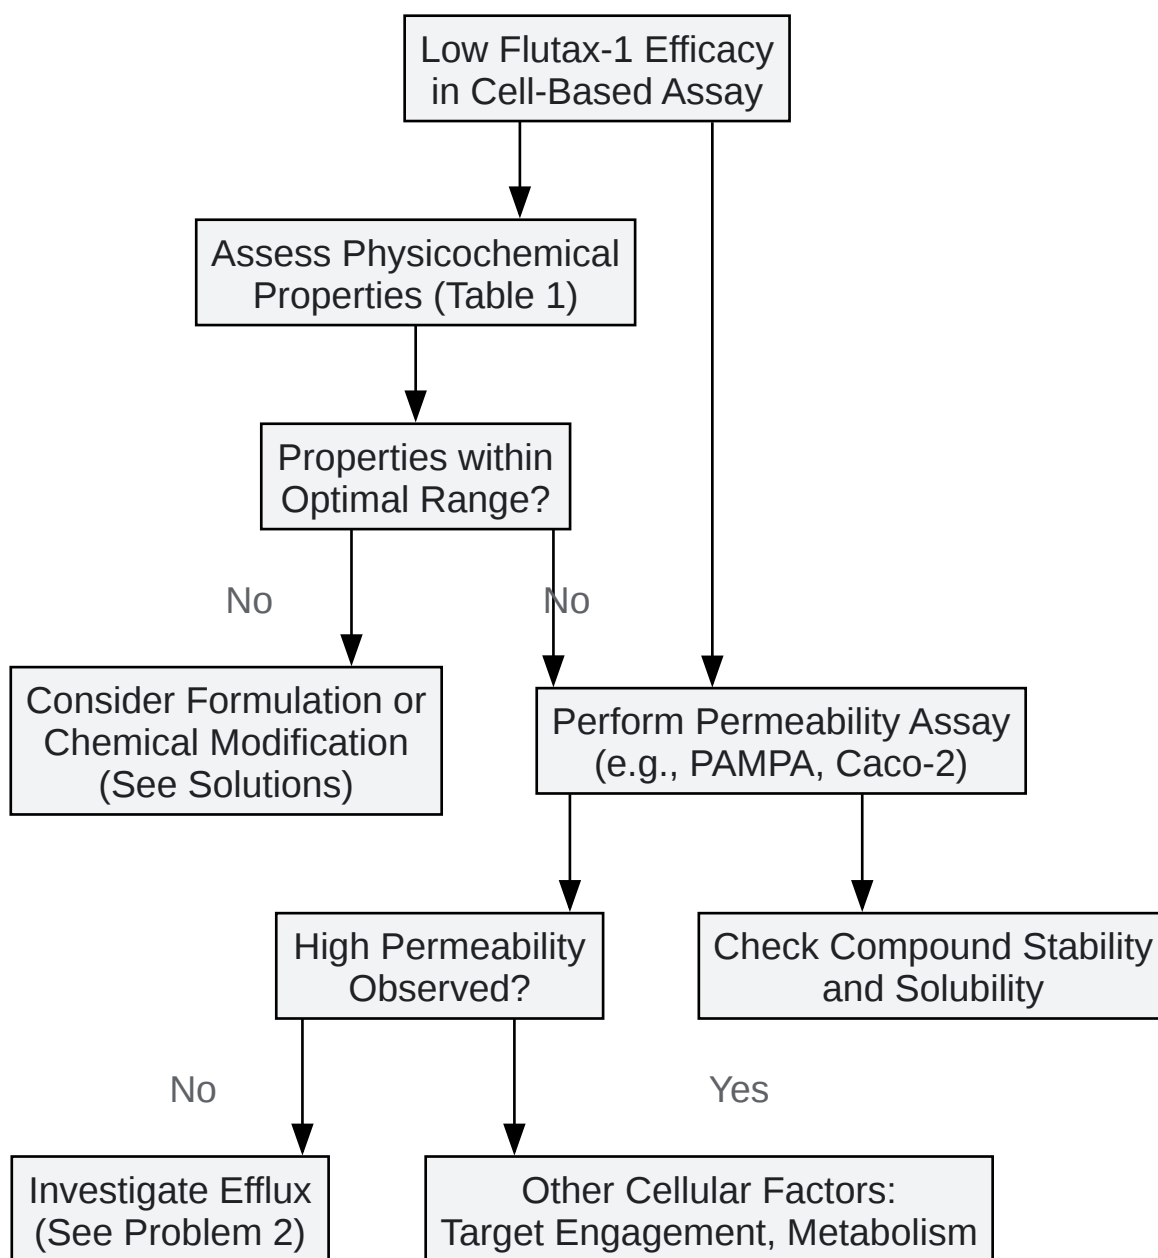 Low Flutax-1 Efficacy
in Cell-Based Assay
Assess Physicochemical
Properties (Table 1)
Properties within
Optimal Range?
No
No
Consider Formulation or
Chemical Modification
(See Solutions)
Perform Permeability Assay
(e.g., PAMPA, Caco-2)
High Permeability
Observed?
Check Compound Stability
and Solubility
No
Yes
Investigate Efflux
(See Problem 2)
Other Cellular Factors:
Target Engagement, Metabolism